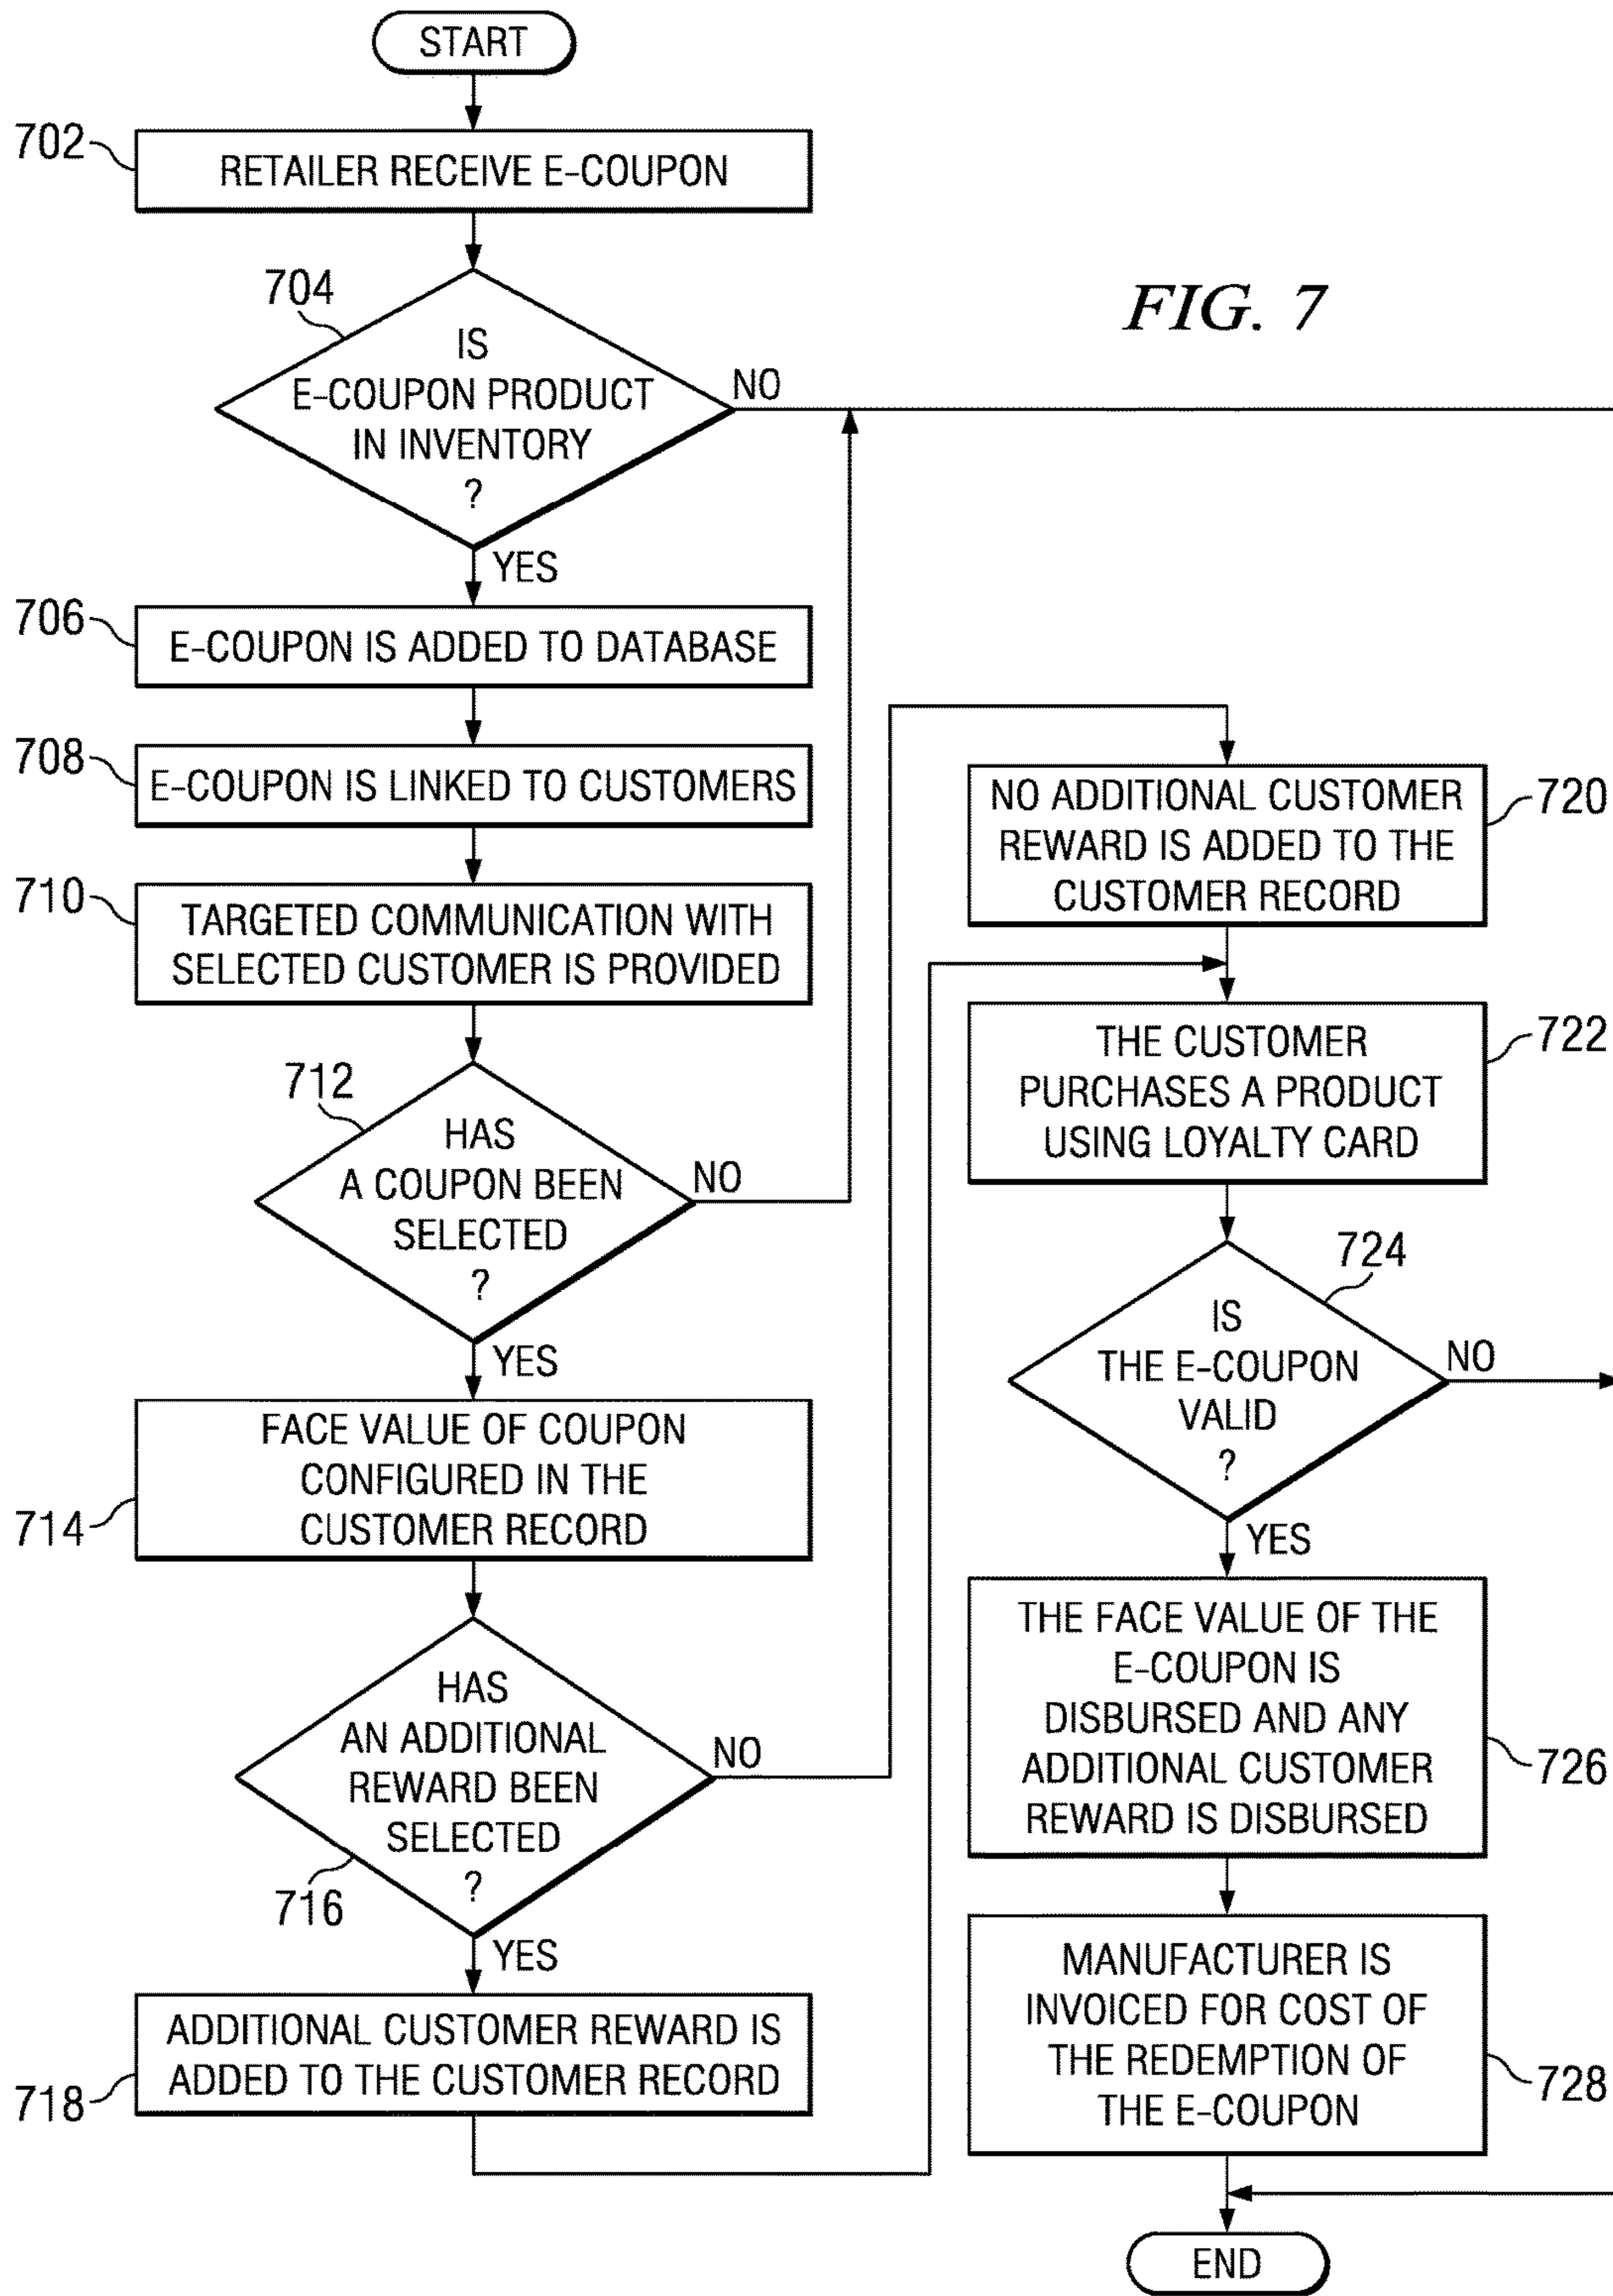 START
702
RETAILER RECEIVE E-COUPON
704
IS
E-COUPON PRODUCT
IN INVENTORY
?
NO
YES
FIG. 7
706
E-COUPON IS ADDED TO DATABASE
708
E-COUPON IS LINKED TO CUSTOMERS
710
TARGETED COMMUNICATION WITH
SELECTED CUSTOMER IS PROVIDED
712
HAS
A COUPON BEEN
SELECTED
?
NO
YES
714
FACE VALUE OF COUPON
CONFIGURED IN THE
CUSTOMER RECORD
HAS
AN ADDITIONAL
REWARD BEEN
SELECTED
?
716
NO
YES
718
ADDITIONAL CUSTOMER REWARD IS
ADDED TO THE CUSTOMER RECORD
NO ADDITIONAL CUSTOMER
REWARD IS ADDED TO THE
CUSTOMER RECORD
720
THE CUSTOMER
PURCHASES A PRODUCT
USING LOYALTY CARD
722
724
IS
THE E-COUPON
VALID
?
NO
YES
THE FACE VALUE OF THE
E-COUPON IS
DISBURSED AND ANY
ADDITIONAL CUSTOMER
REWARD IS DISBURSED
726
MANUFACTURER IS
INVOICED FOR COST OF
THE REDEMPTION OF
THE E-COUPON
728
END